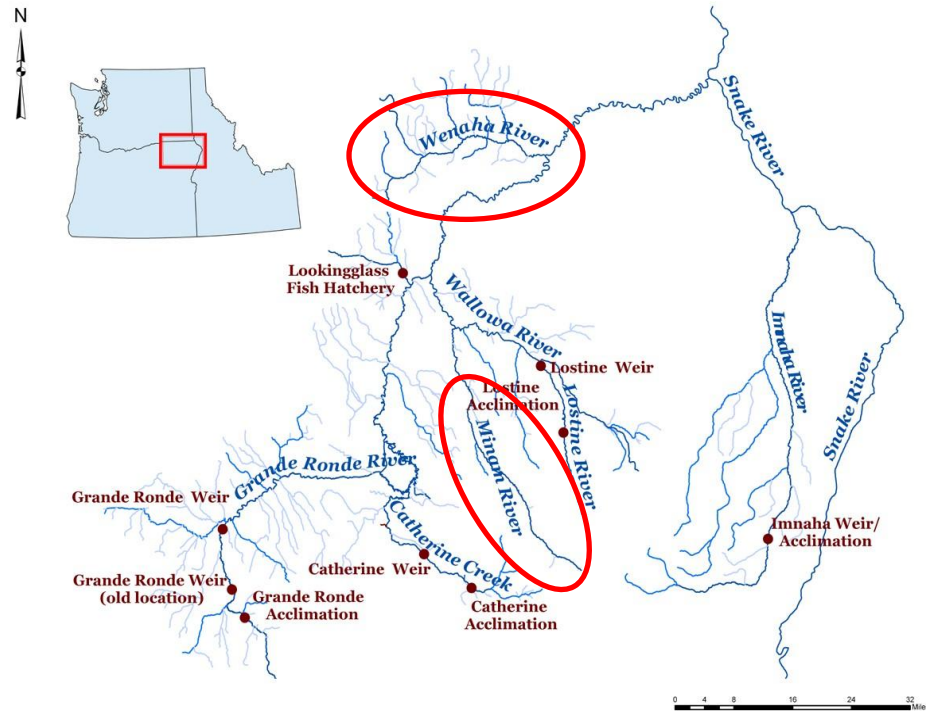 N
Wenaha River
Snake River
Lookingglass
Fish Hatchery
Wallowa River
Imnaha River
Snake River
Lostine Weir
Lostine
Acclimation
Lostine River
Minam River
Grande Ronde River
Grande Ronde Weir
Catherine Creek
Imnaha Weir/
Acclimation
Catherine Weir
Grande Ronde Weir
(old location)
Grande Ronde
Acclimation
Catherine
Acclimation
0 4 8 16 24 32
Mile